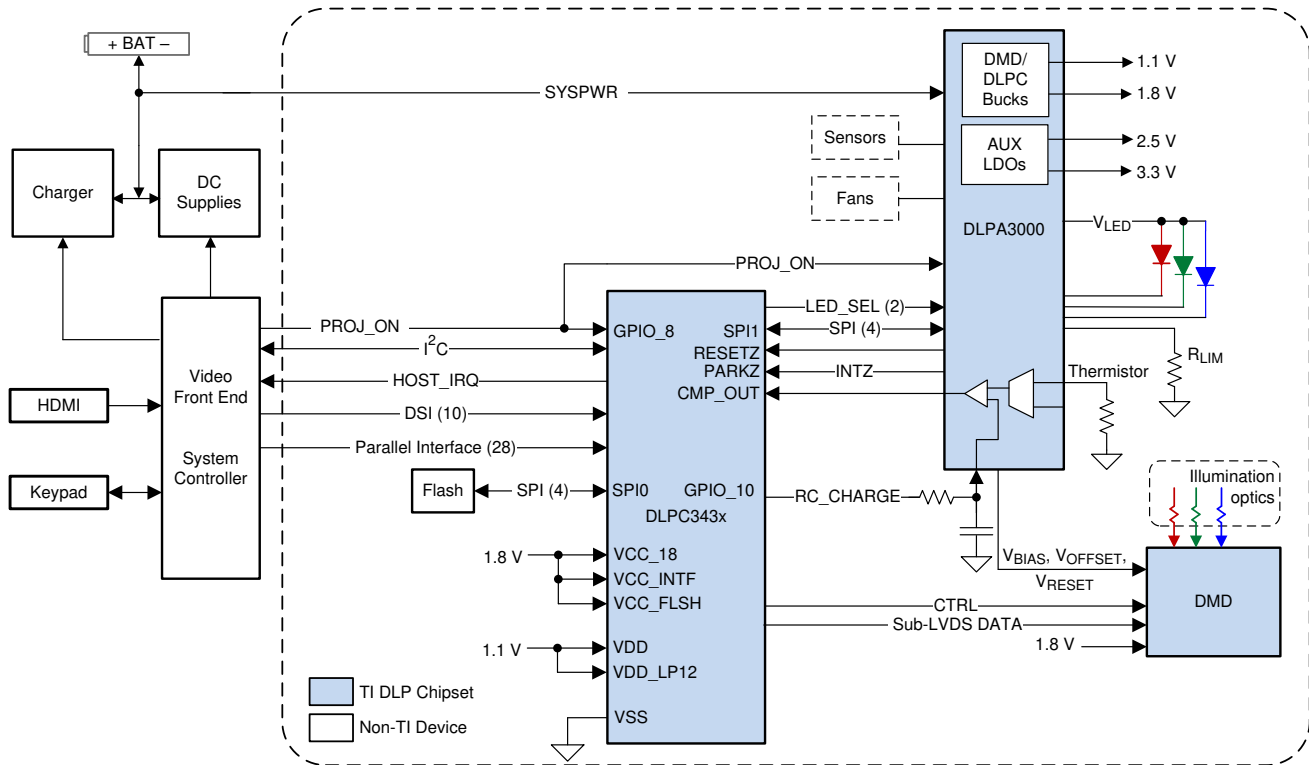 + BAT –
SYSPWR
DMD/
DLPC
Bucks
1.1 V
1.8 V
Sensors
AUX
LDOs
2.5 V
3.3 V
Charger
DC
Supplies
Fans
DLPA3000
VLED
PROJ_ON
LED_SEL (2)
PROJ_ON
GPIO_8
SPI1
SPI (4)
I2C
RESETZ
RLIM
Video
Front End
HOST_IRQ
PARKZ
INTZ
Thermistor
HDMI
CMP_OUT
DSI (10)
Parallel Interface (28)
System
Controller
Keypad
Flash
SPI (4)
SPI0
GPIO_10
RC_CHARGE
Illumination
optics
DLPC343x
1.8 V
VCC_18
VCC_INTF
VCC_FLSH
VBIAS, VOFFSET,
VRESET
DMD
CTRL
Sub-LVDS DATA
1.8 V
1.1 V
VDD
VDD_LP12
TI DLP Chipset
Non-TI Device
VSS